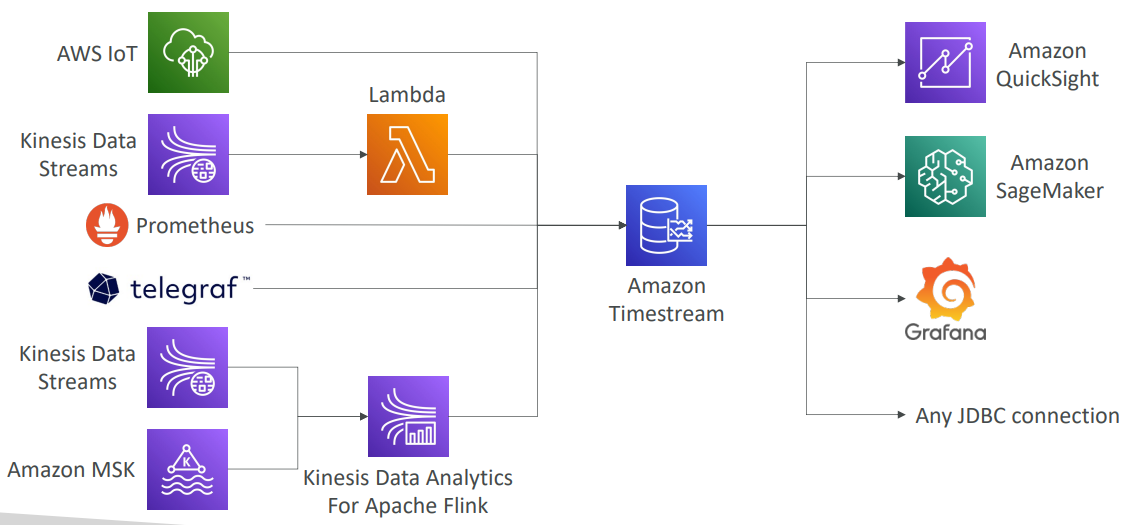 AWS IoT
Kinesis Data
Streams
Lambda
Prometheus
telegraf™
Kinesis Data
Streams
Amazon MSK
K
Kinesis Data Analytics
For Apache Flink
Amazon
Timestream
Amazon
QuickSight
Amazon
SageMaker
Grafana
Any JDBC connection